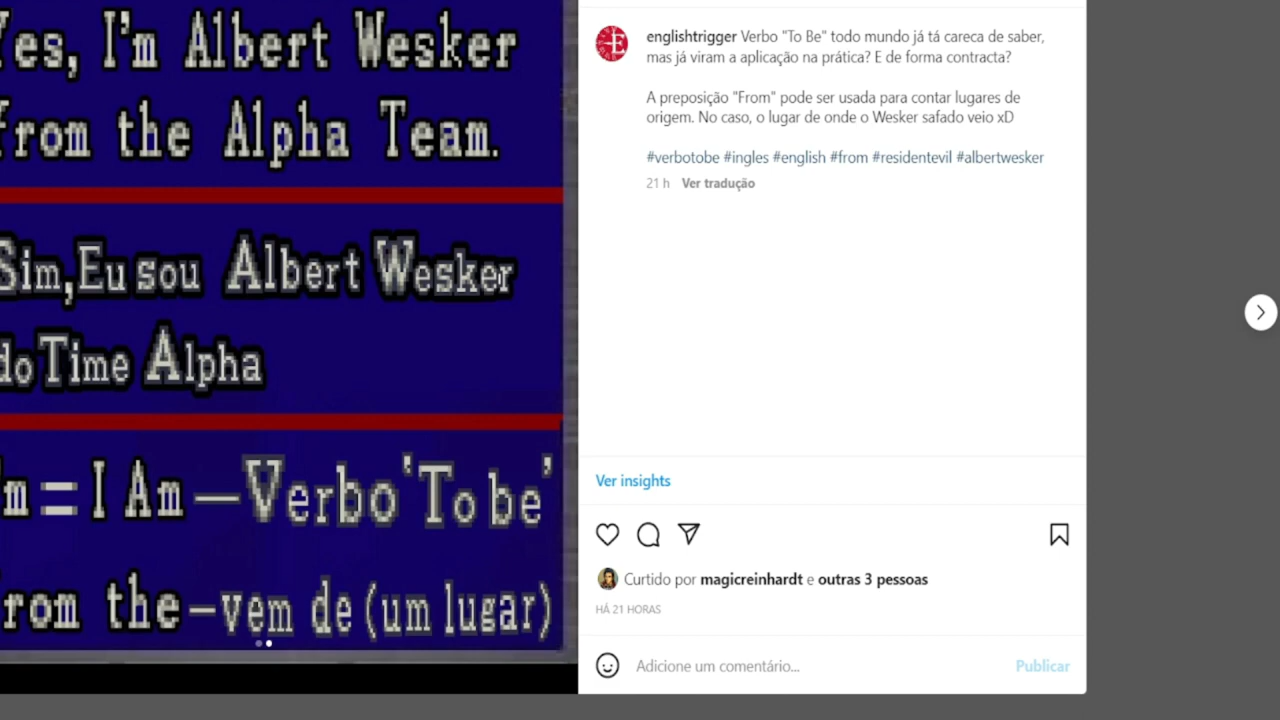 Yes, I'm Albert Wesker
from the Alpha Team.
Sim,Eu sou Albert Wesker
do Time Alpha
'm = I Am – Verbo 'To be'
rom the – vem de (um lugar)
englishtrigger Verbo "To Be" todo mundo já tá careca de saber,
mas já viram a aplicação na prática? E de forma contracta?
A preposição "From" pode ser usada para contar lugares de
origem. No caso, o lugar de onde o Wesker safado veio xD
#verbotobe #ingles #english #from #residentevil #albertwesker
21 h Ver tradução
Ver insights
Curtido por magicreinhardt e outras 3 pessoas
HÁ 21 HORAS
Adicione um comentário... Publicar